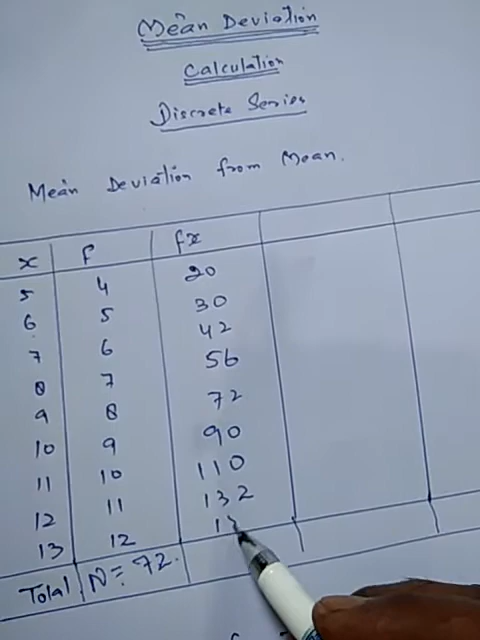 Mean Deviation
Calculation
Discrete Series
Mean Deviation from Mean.
x f fx
5 4 20
6 5 30
7 6 42
8 7 56
9 8 72
10 9 90
11 10 110
12 11 132
13 12
Total N = 72.